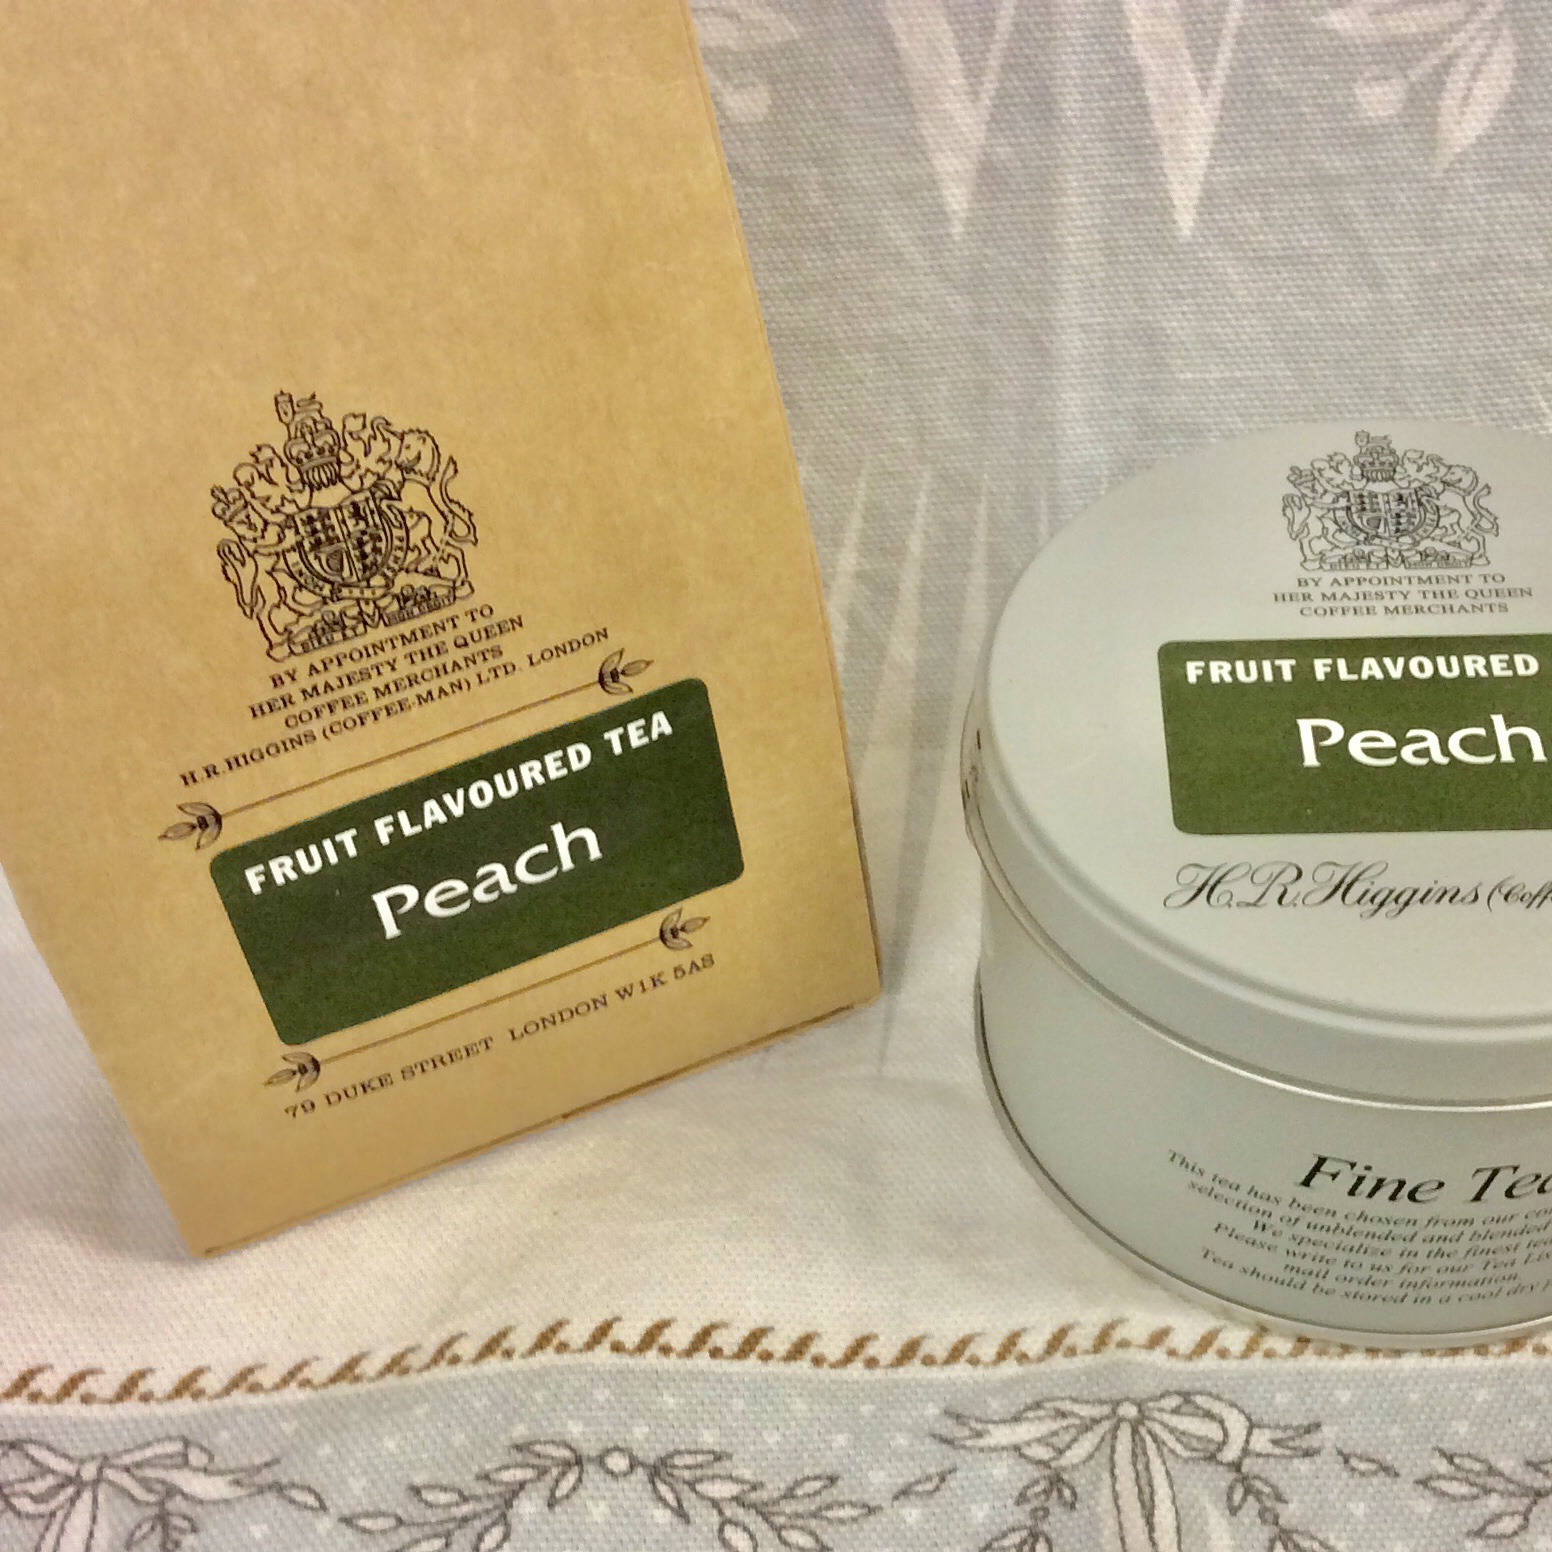 BY APPOINTMENT TO
HER MAJESTY THE QUEEN
COFFEE MERCHANTS
H.R.HIGGINS (COFFEE-MAN) LTD. LONDON
FRUIT FLAVOURED TEA
Peach
79 DUKE STREET LONDON W1K 5AS
BY APPOINTMENT TO
HER MAJESTY THE QUEEN
COFFEE MERCHANTS
FRUIT FLAVOURED
Peach
H.R.Higgins (Coff
Fine Tea
This tea has been chosen from our
selection of unblended and blended
We specialize in the finest
Please write to us for our Tea
mail order information.
Tea should be stored in a cool dry